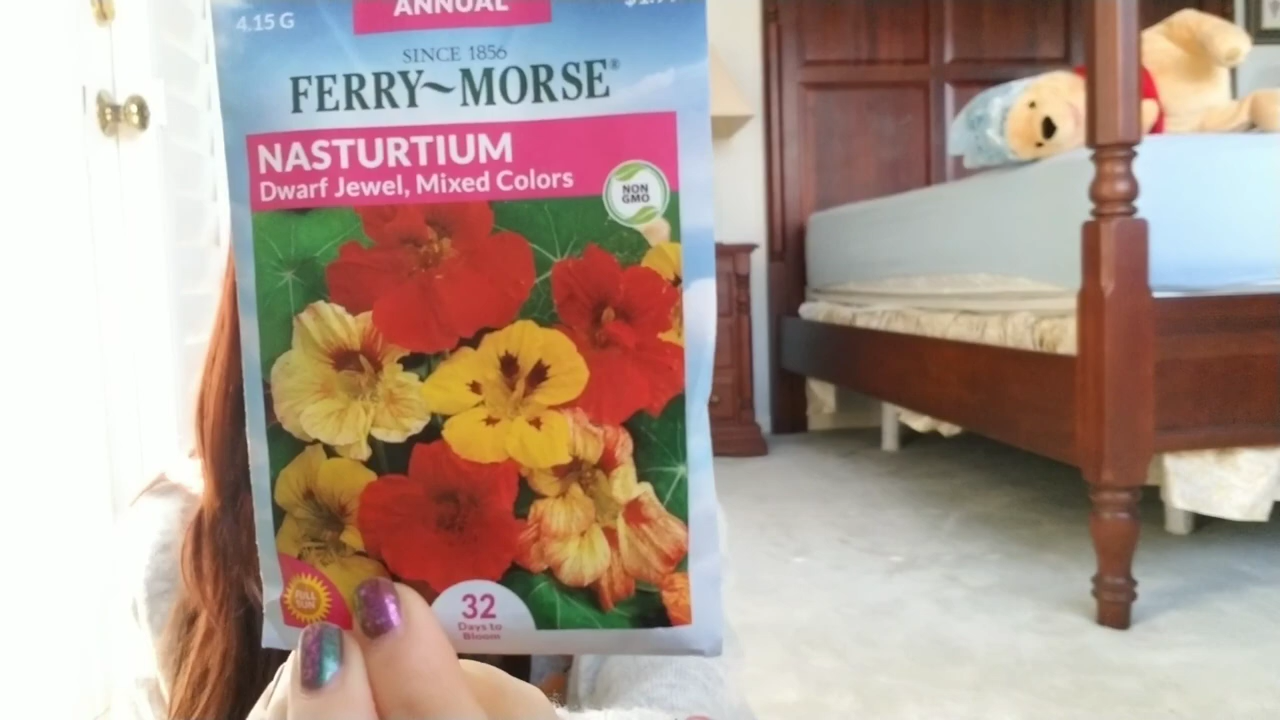 ANNUAL
4.15 G
SINCE 1856
FERRY~MORSE®
NASTURTIUM
Dwarf Jewel, Mixed Colors
NON
GMO
FULL
SUN
32
Days to
Bloom